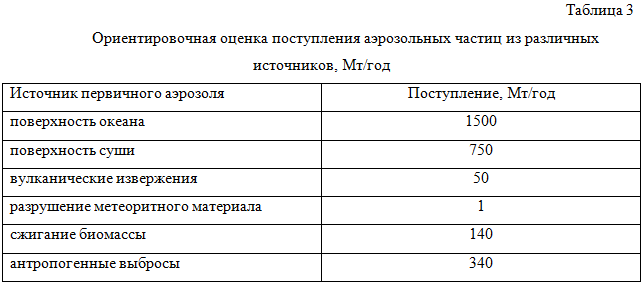 Таблица 3
Ориентировочная оценка поступления аэрозольных частиц из различных
источников, Мт/год
Источник первичного аэрозоля Поступление, Мт/год
поверхность океана 1500
поверхность суши 750
вулканические извержения 50
разрушение метеоритного материала 1
сжигание биомассы 140
антропогенные выбросы 340